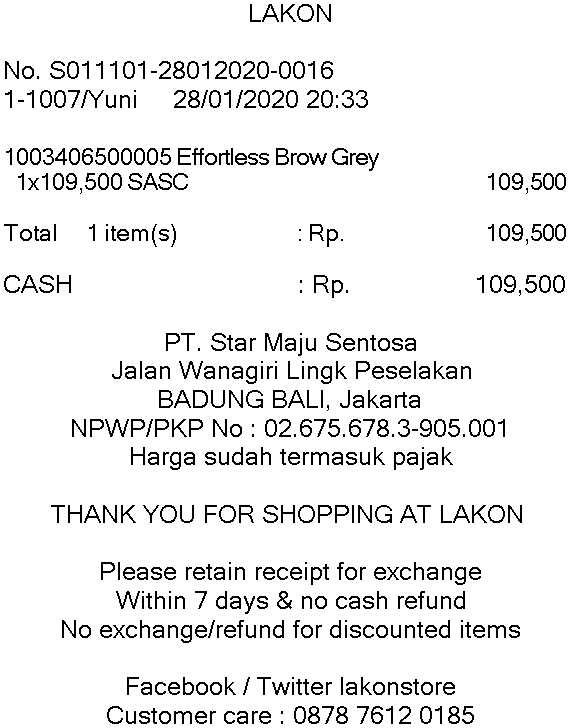 LAKON
No. S011101-28012020-0016
1-1007/Yuni 28/01/2020 20:33
1003406500005 Effortless Brow Grey
1x109,500 SASC 109,500
Total 1 item(s) : Rp. 109,500
CASH : Rp. 109,500
PT. Star Maju Sentosa
Jalan Wanagiri Lingk Peselakan
BADUNG BALI, Jakarta
NPWP/PKP No : 02.675.678.3-905.001
Harga sudah termasuk pajak
THANK YOU FOR SHOPPING AT LAKON
Please retain receipt for exchange
Within 7 days & no cash refund
No exchange/refund for discounted items
Facebook / Twitter lakonstore
Customer care : 0878 7612 0185